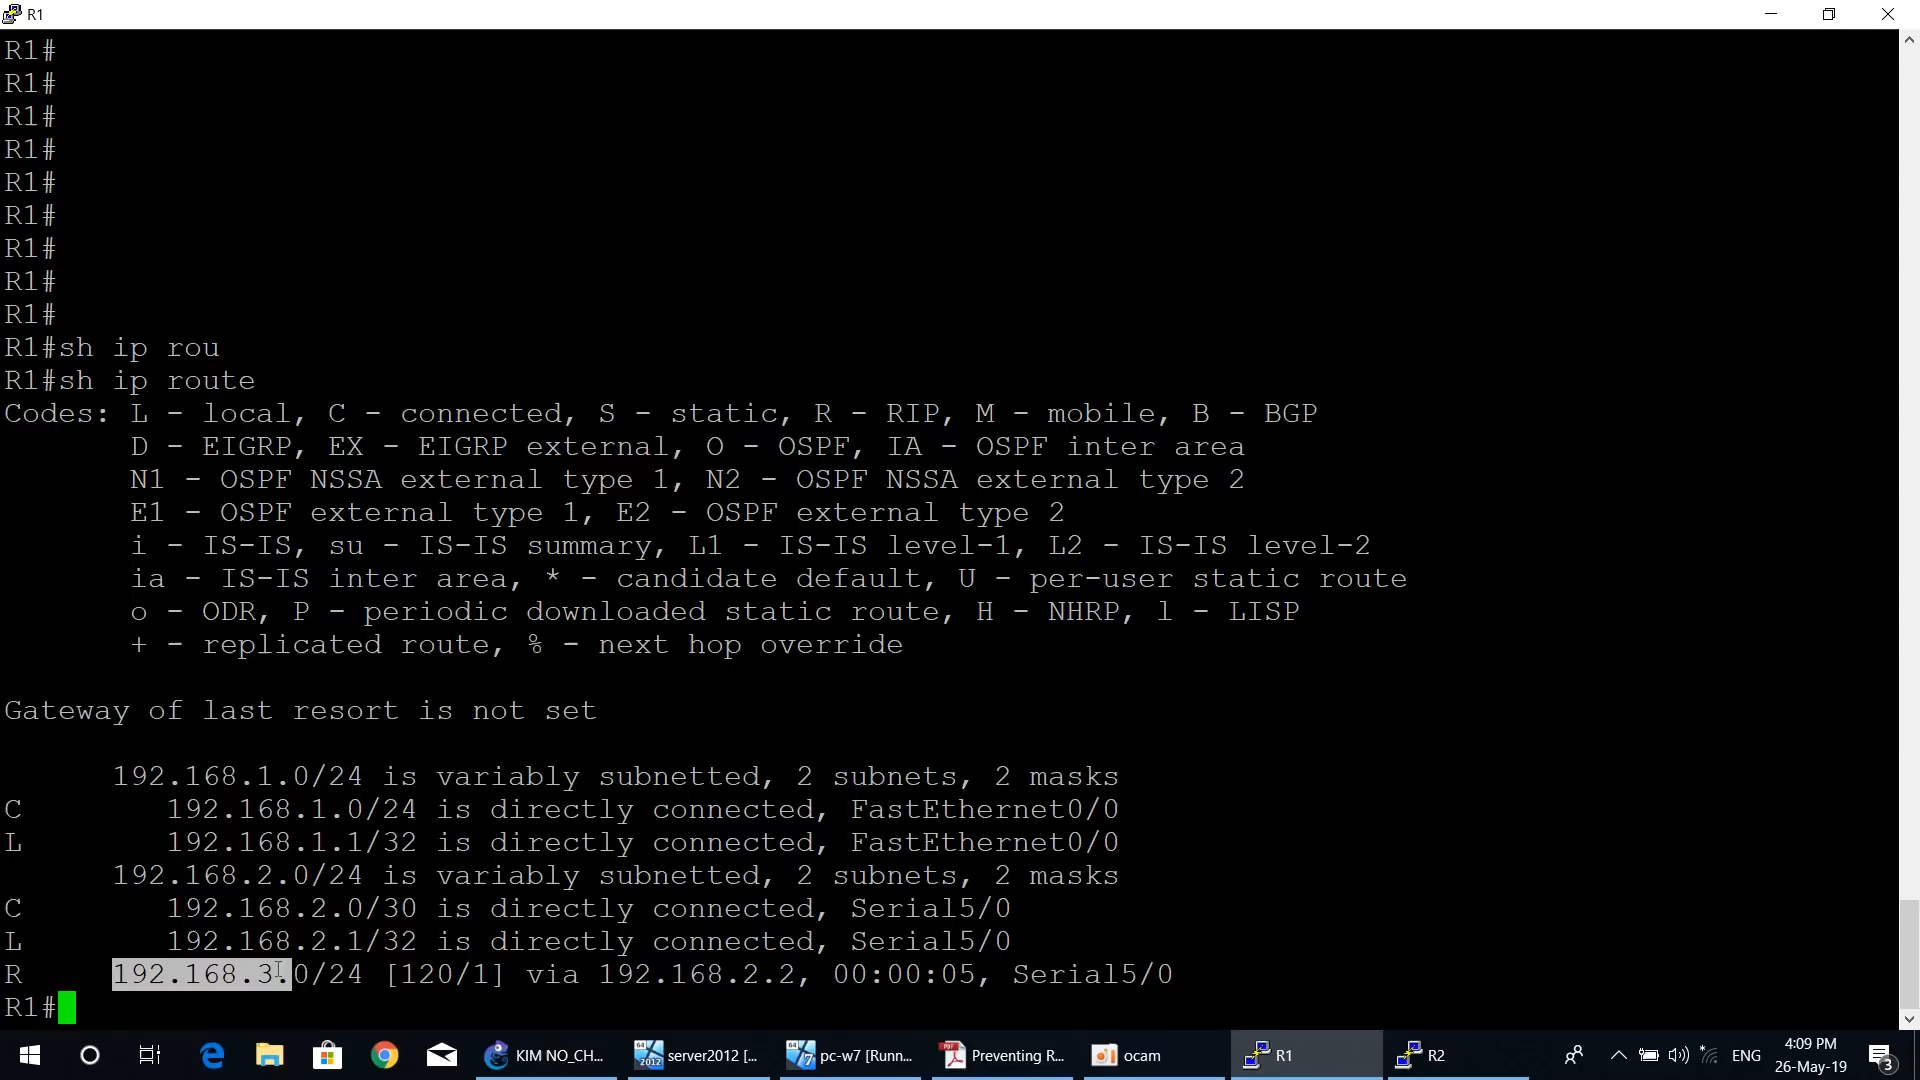 R1
R1#
R1#
R1#
R1#
R1#
R1#
R1#
R1#
R1#
R1#sh ip rou
R1#sh ip route
Codes: L - local, C - connected, S - static, R - RIP, M - mobile, B - BGP
D - EIGRP, EX - EIGRP external, O - OSPF, IA - OSPF inter area
N1 - OSPF NSSA external type 1, N2 - OSPF NSSA external type 2
E1 - OSPF external type 1, E2 - OSPF external type 2
i - IS-IS, su - IS-IS summary, L1 - IS-IS level-1, L2 - IS-IS level-2
ia - IS-IS inter area, * - candidate default, U - per-user static route
o - ODR, P - periodic downloaded static route, H - NHRP, l - LISP
+ - replicated route, % - next hop override
Gateway of last resort is not set
192.168.1.0/24 is variably subnetted, 2 subnets, 2 masks
C 192.168.1.0/24 is directly connected, FastEthernet0/0
L 192.168.1.1/32 is directly connected, FastEthernet0/0
192.168.2.0/24 is variably subnetted, 2 subnets, 2 masks
C 192.168.2.0/30 is directly connected, Serial5/0
L 192.168.2.1/32 is directly connected, Serial5/0
R 192.168.3.0/24 [120/1] via 192.168.2.2, 00:00:05, Serial5/0
R1#
KIM NO_CH... server2012 [... pc-w7 [Runn... Preventing R... ocam R1 R2 ENG 4:09 PM
26-May-19 3